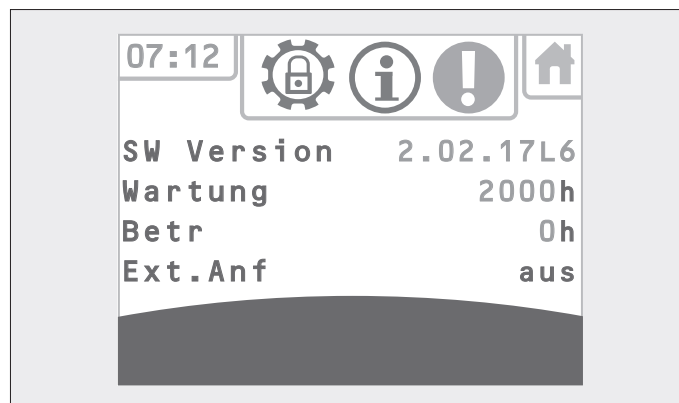 07:12
SW Version 2.02.17L6
Wartung 2000h
Betr 0h
Ext.Anf aus